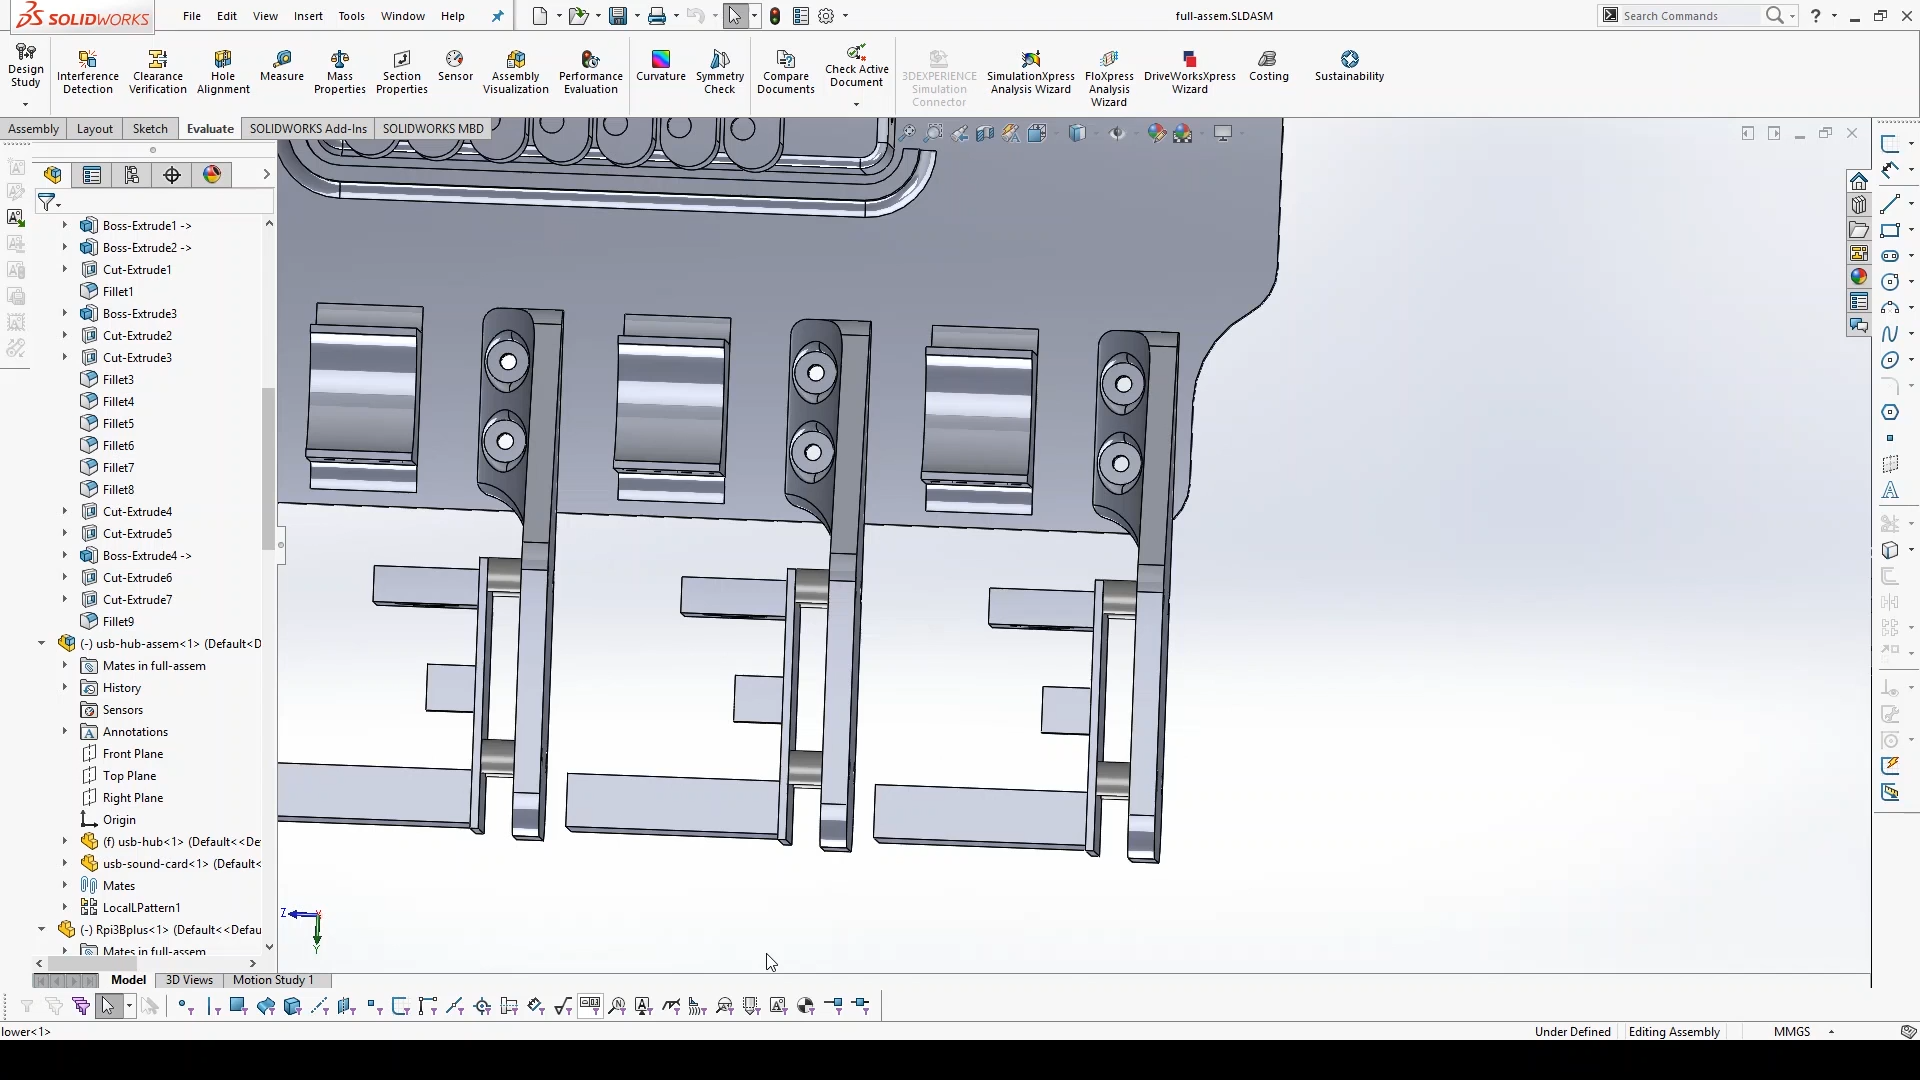 SOLIDWORKS File Edit View Insert Tools Window Help full-assem.SLDASM Search Commands
Design Study
Interference Detection
Clearance Verification
Hole Alignment
Measure
Mass Properties
Section Properties
Sensor
Assembly Visualization
Performance Evaluation
Curvature
Symmetry Check
Compare Documents
Check Active Document
3DEXPERIENCE Simulation Connector
SimulationXpress Analysis Wizard
FloXpress Analysis Wizard
DriveWorksXpress Wizard
Costing
Sustainability
Assembly Layout Sketch Evaluate SOLIDWORKS Add-Ins SOLIDWORKS MBD
Boss-Extrude1 ->
Boss-Extrude2 ->
Cut-Extrude1
Fillet1
Boss-Extrude3
Cut-Extrude2
Cut-Extrude3
Fillet3
Fillet4
Fillet5
Fillet6
Fillet7
Fillet8
Cut-Extrude4
Cut-Extrude5
Boss-Extrude4 ->
Cut-Extrude6
Cut-Extrude7
Fillet9
(-) usb-hub-assem<1> (Default<D
Mates in full-assem
History
Sensors
Annotations
Front Plane
Top Plane
Right Plane
Origin
(f) usb-hub<1> (Default<<De
usb-sound-card<1> (Default<
Mates
LocalLPattern1
(-) Rpi3Bplus<1> (Default<<Defau
Mates in full-assem
Z
Y
Model 3D Views Motion Study 1
lower<1> Under Defined Editing Assembly MMGS